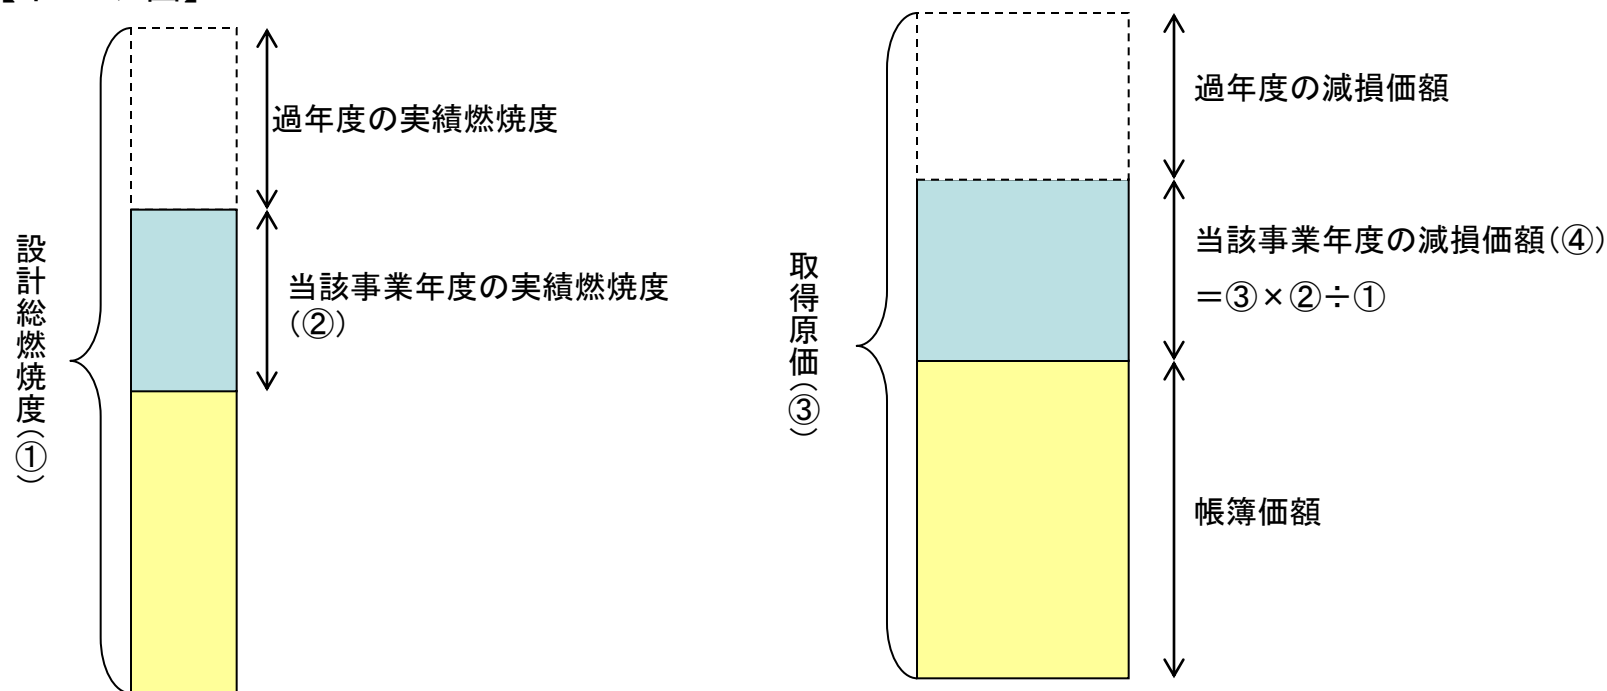 過年度の実績燃焼度
当該事業年度の実績燃焼度
(②)
設計総燃焼度(①)
過年度の減損価額
当該事業年度の減損価額(④)
=③×②÷①
取得原価(③)
帳簿価額